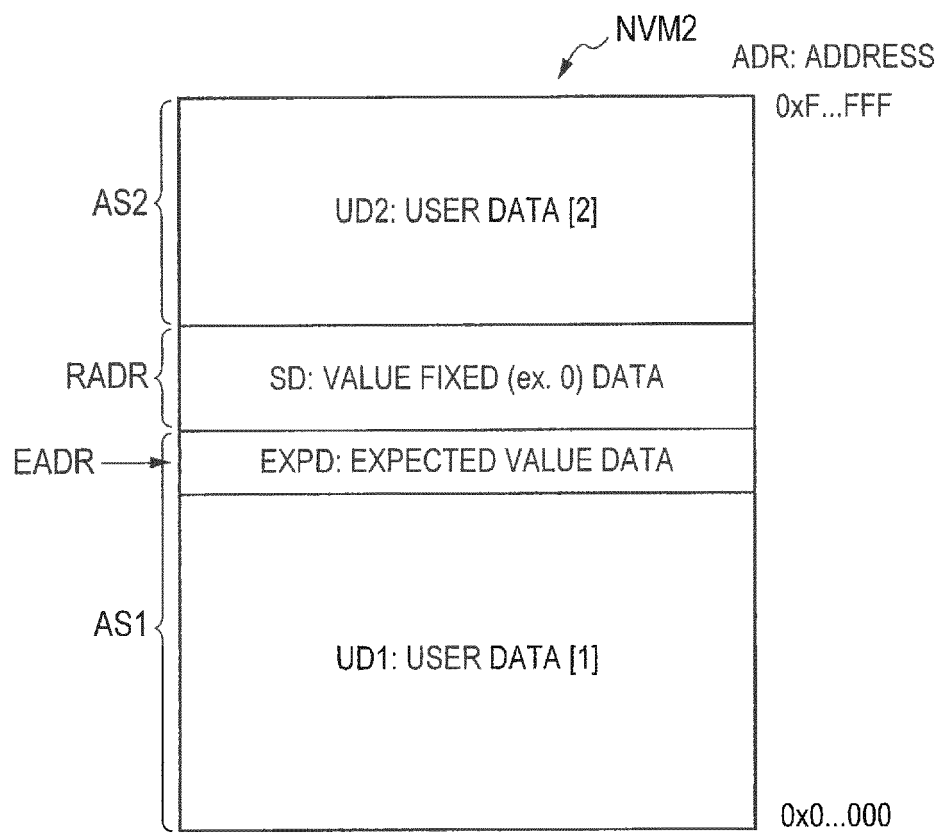 NVM2
ADR: ADDRESS
0xF...FFF
AS2
UD2: USER DATA [2]
RADR
SD: VALUE FIXED (ex. 0) DATA
EADR
EXPD: EXPECTED VALUE DATA
AS1
UD1: USER DATA [1]
0x0...000